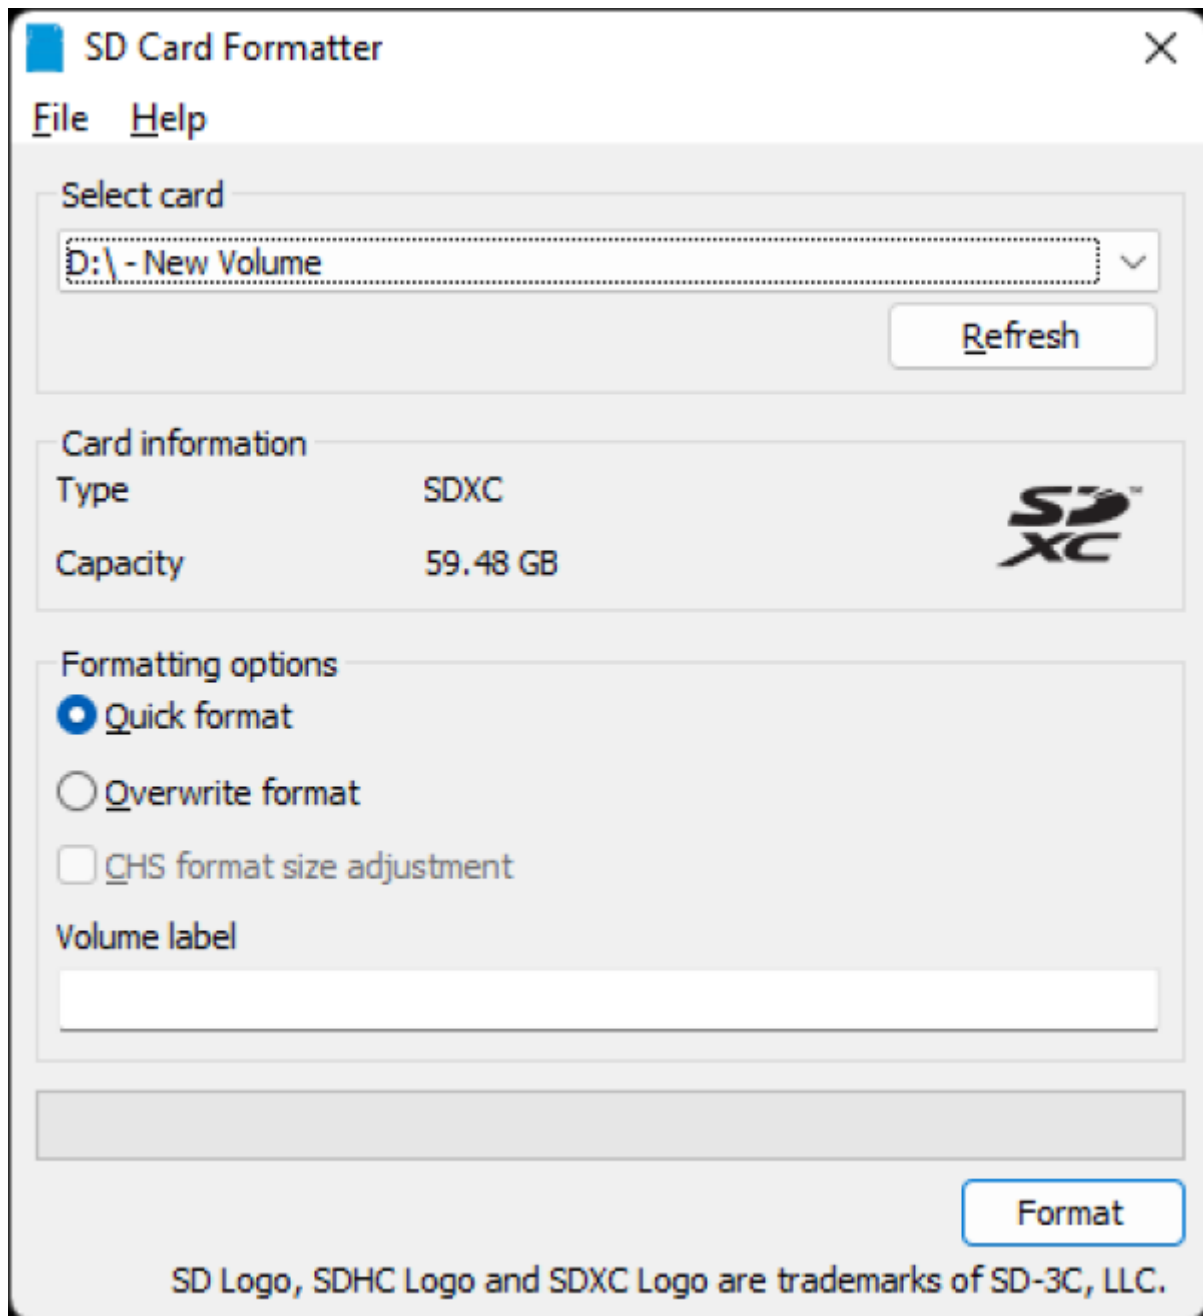 SD Card Formatter
File Help
Select card
D:\ - New Volume
Refresh
Card information
Type SDXC
SD XC ™
Capacity 59.48 GB
Formatting options
Quick format
Overwrite format
CHS format size adjustment
Volume label
Format
SD Logo, SDHC Logo and SDXC Logo are trademarks of SD-3C, LLC.